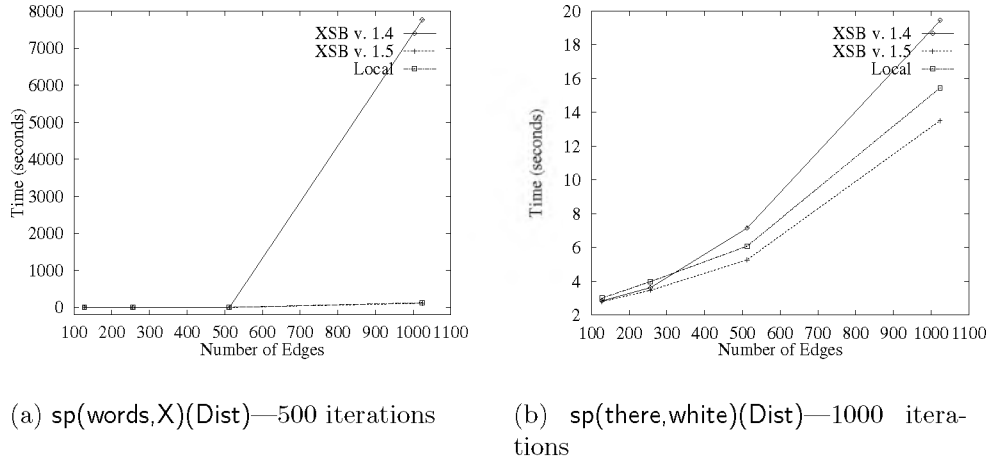 8000
7000
6000
5000
4000
3000
2000
1000
0
Time (seconds)
XSB v. 1.4
XSB v. 1.5
Local
100 200 300 400 500 600 700 800 900 1000 1100
Number of Edges
20
18
16
14
12
10
8
6
4
2
Time (seconds)
XSB v. 1.4
XSB v. 1.5
Local
100 200 300 400 500 600 700 800 900 1000 1100
Number of Edges
(a) sp(words,X)(Dist)—500 iterations
(b) sp(there,white)(Dist)—1000 itera-
tions